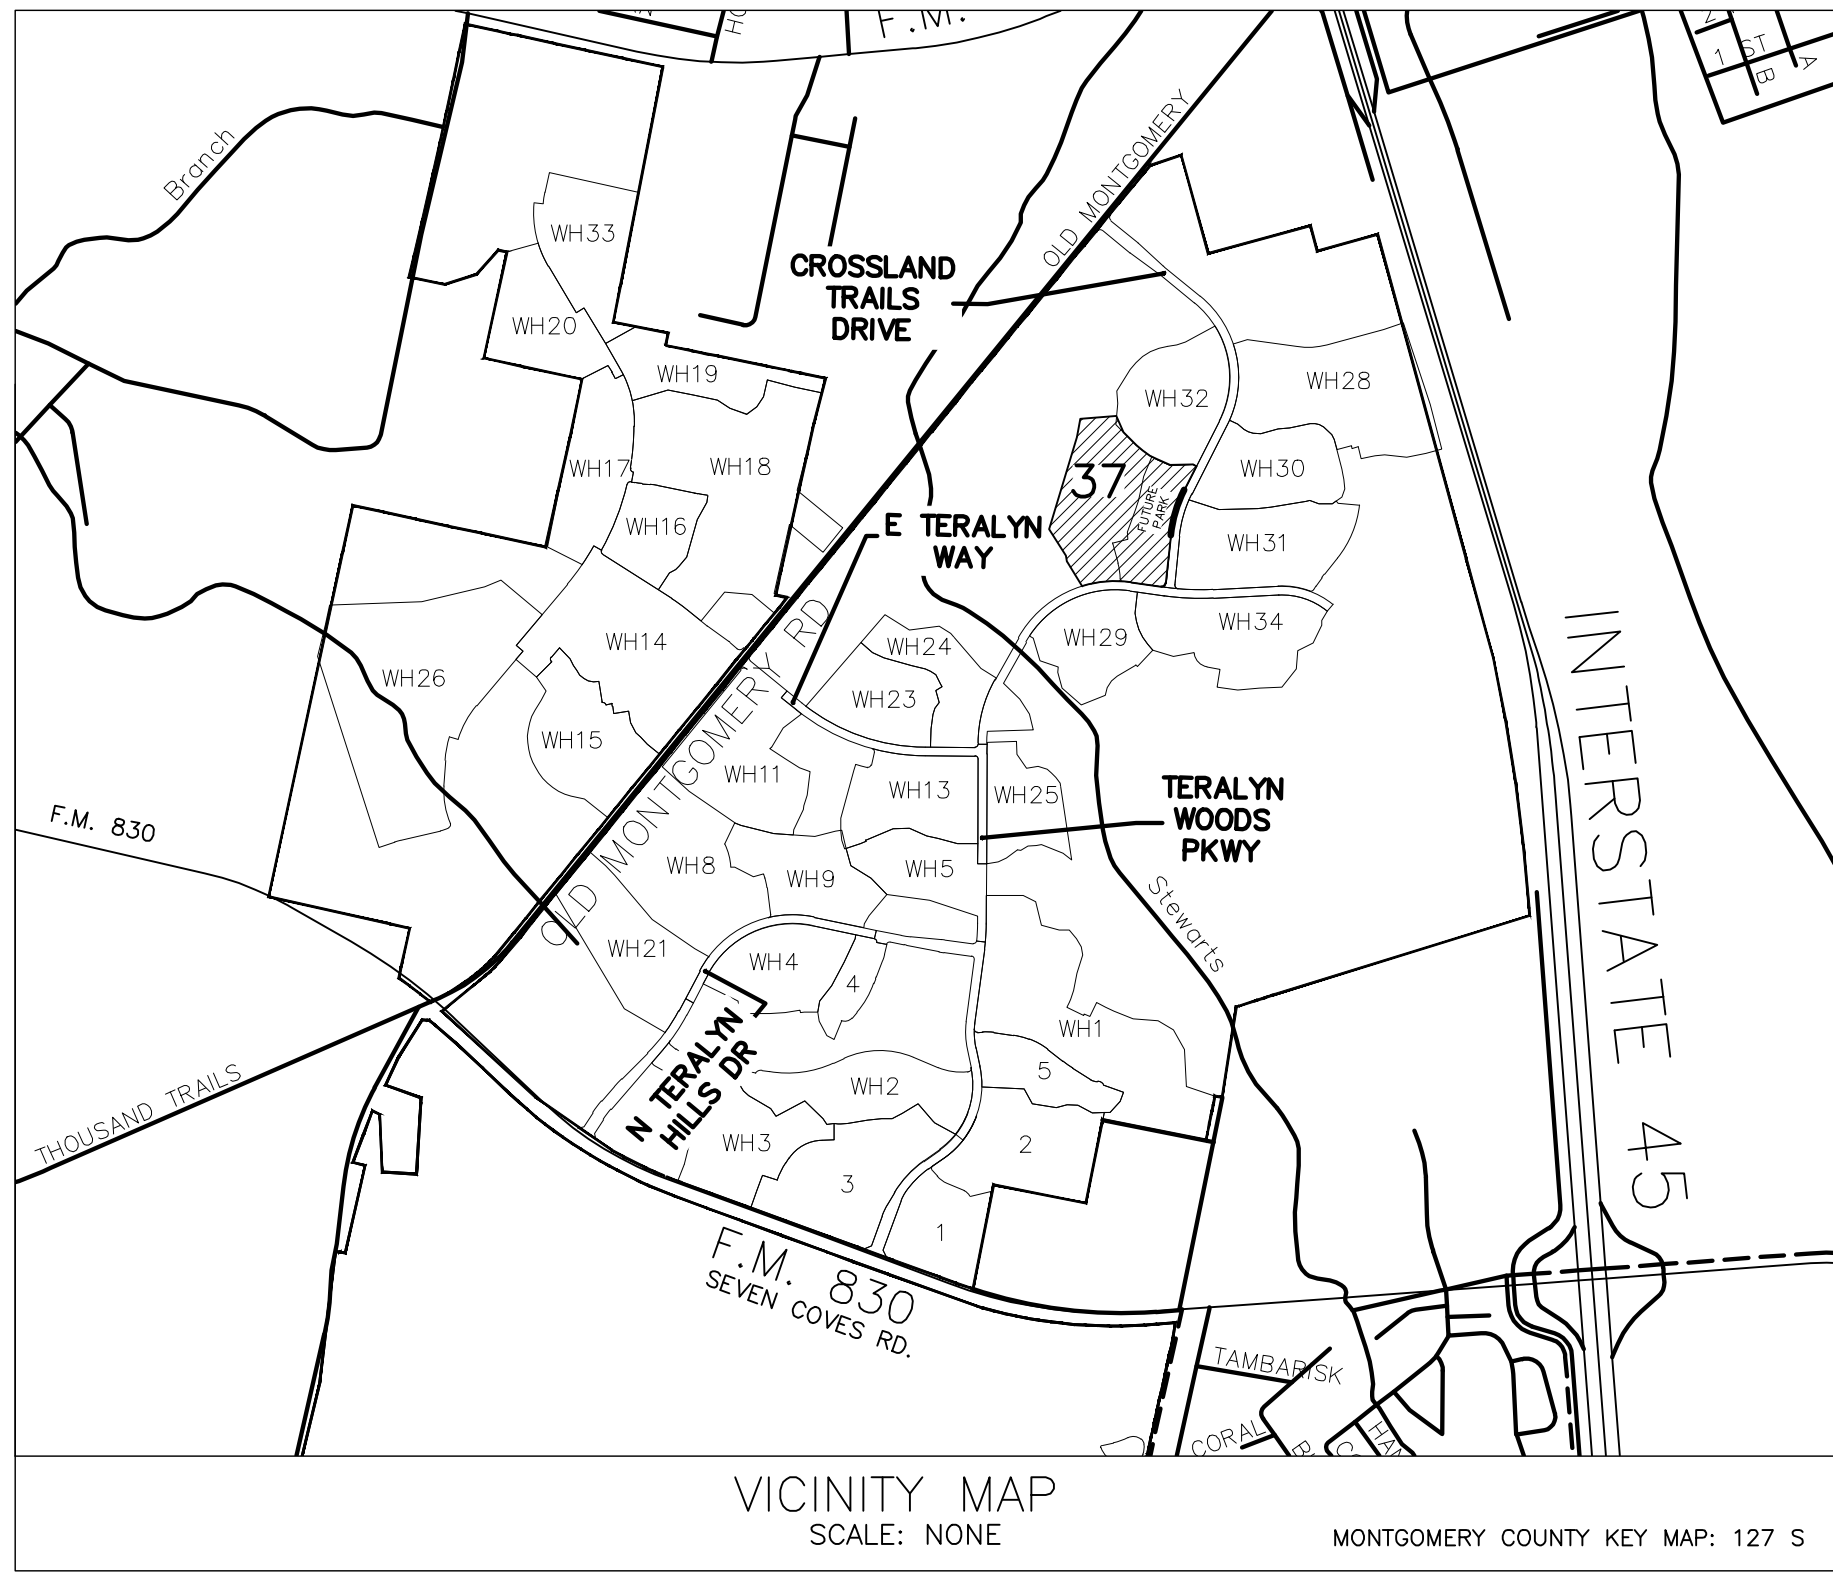 F.M.
1 ST
B
A
Branch
OLD MONTGOMERY
WH33
CROSSLAND
TRAILS
DRIVE
WH20
WH19
WH28
WH32
WH17
WH18
37
WH30
FUTURE
PARK
WH16
E TERALYN
WAY
WH31
WH14
WH24
WH29
WH34
WH26
WH23
OLD MONTGOMERY RD
WH15
WH11
WH13
WH25
TERALYN
WOODS
PKWY
INTERSTATE 45
F.M. 830
WH8
WH9
WH5
Stewarts
WH21
WH4
4
WH1
N TERALYN
HILLS DR
5
WH2
THOUSAND TRAILS
WH3
2
3
1
F.M. 830
SEVEN COVES RD.
TAMBARISK
CORAL
HAN
VICINITY MAP
SCALE: NONE
MONTGOMERY COUNTY KEY MAP: 127 S